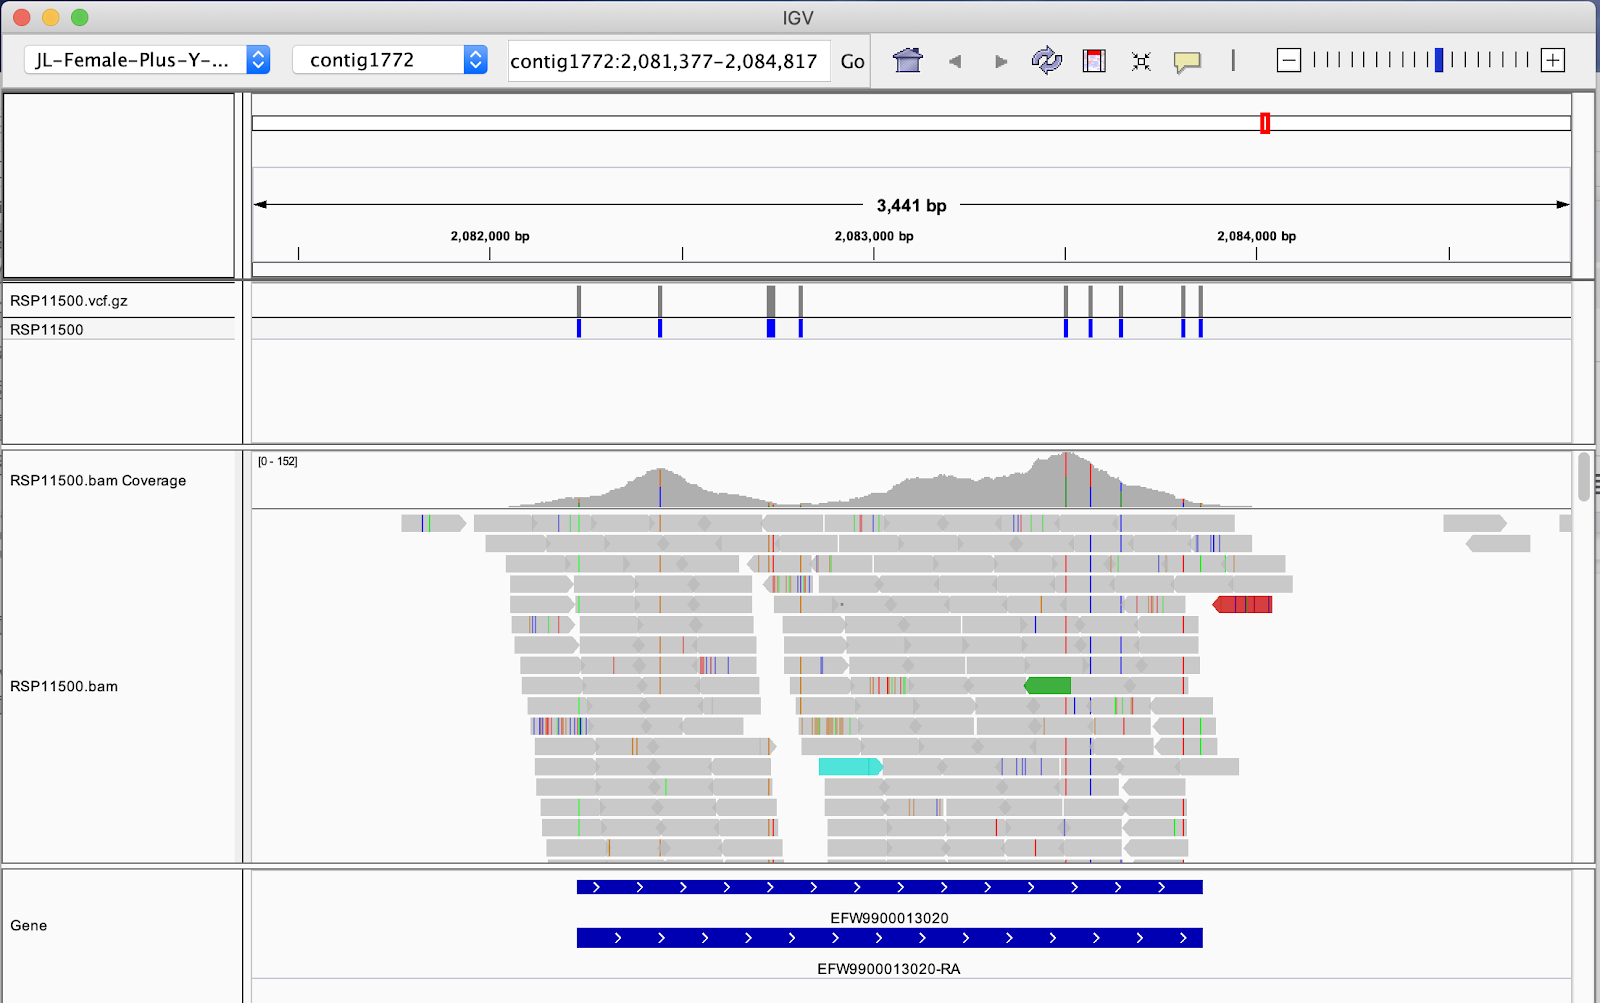 IGV
JL-Female-Plus-Y-... contig1772 contig1772:2,081,377-2,084,817 Go
3,441 bp
2,082,000 bp 2,083,000 bp 2,084,000 bp
RSP11500.vcf.gz
RSP11500
[0 - 152]
RSP11500.bam Coverage
RSP11500.bam
EFW9900013020
Gene
EFW9900013020-RA